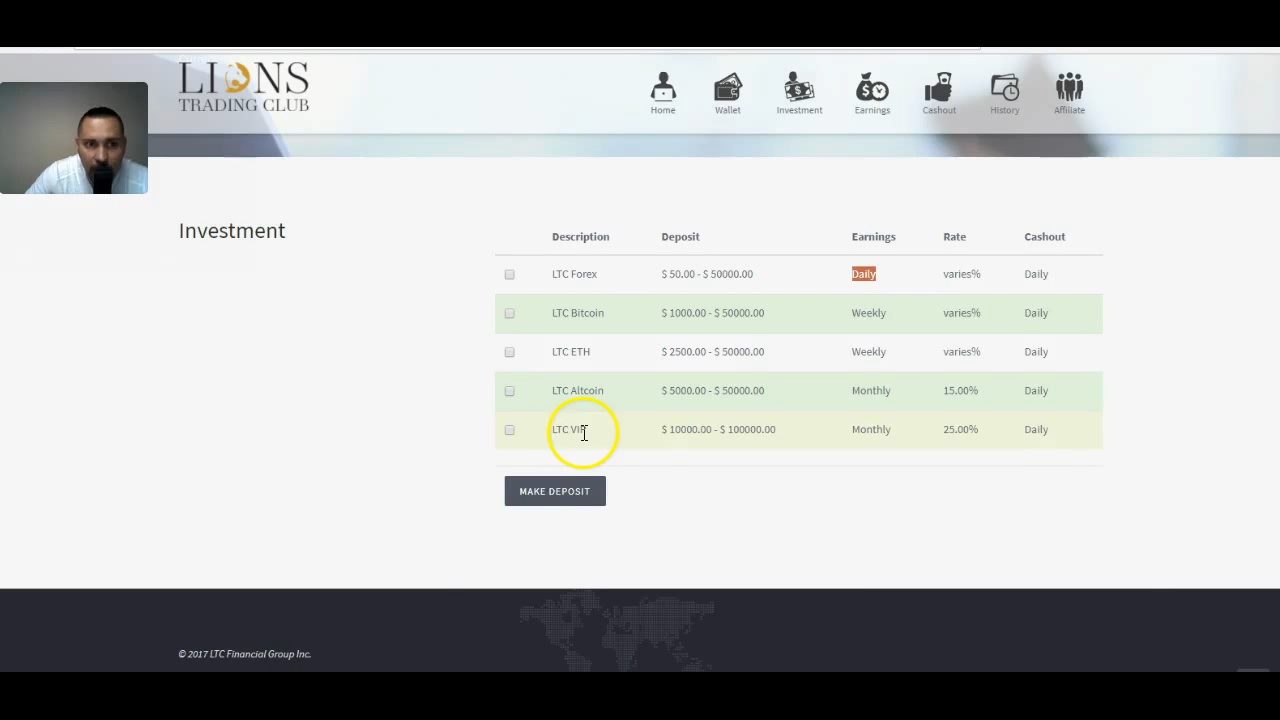 LIONS
TRADING CLUB
Home Wallet Investment Earnings Cashout History Affiliate
Investment
Description Deposit Earnings Rate Cashout
LTC Forex $ 50.00 - $ 50000.00 Daily varies% Daily
LTC Bitcoin $ 1000.00 - $ 50000.00 Weekly varies% Daily
LTC ETH $ 2500.00 - $ 50000.00 Weekly varies% Daily
LTC Altcoin $ 5000.00 - $ 50000.00 Monthly 15.00% Daily
LTC VIP $ 10000.00 - $ 100000.00 Monthly 25.00% Daily
MAKE DEPOSIT
© 2017 LTC Financial Group Inc.